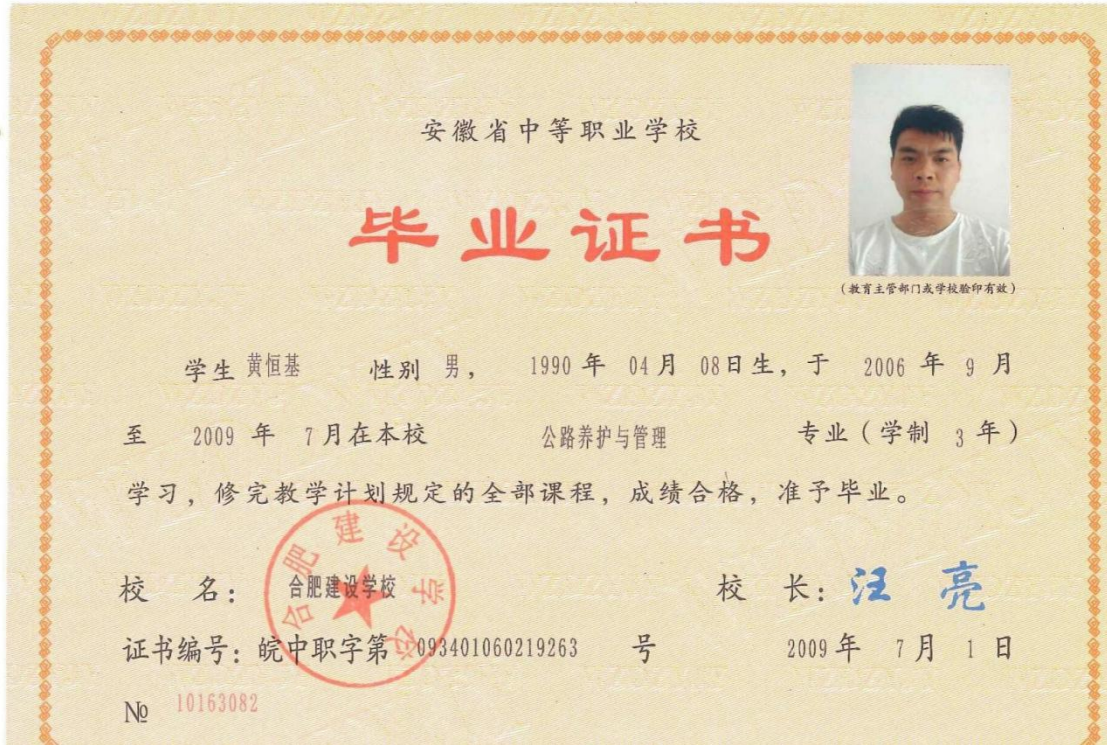 安徽省中等职业学校
毕业证书
(教育主管部门或学校验印有效)
学生 黄恒基 性别 男, 1990 年 04 月 08 日生, 于 2006 年 9 月
至 2009 年 7 月在本校 公路养护与管理 专业 (学制 3 年)
学习, 修完教学计划规定的全部课程, 成绩合格, 准予毕业。
合肥建设学校
校 名: 合肥建设学校 校 长: 汪亮
证书编号: 皖中职字第 093401060219263 号 2009 年 7 月 1 日
№ 10163082